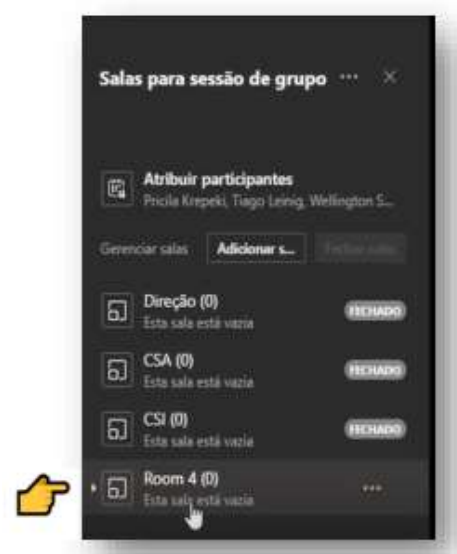 Salas para sessão de grupo ...
Atribuir participantes
Pricila Krepeki, Tiago Leinig, Wellington S...
Gerenciar salas Adicionar s... Fechar salas
Direção (0)
Esta sala está vazia FECHADO
CSA (0)
Esta sala está vazia FECHADO
CSI (0)
Esta sala está vazia FECHADO
Room 4 (0) ...
Esta sala está vazia